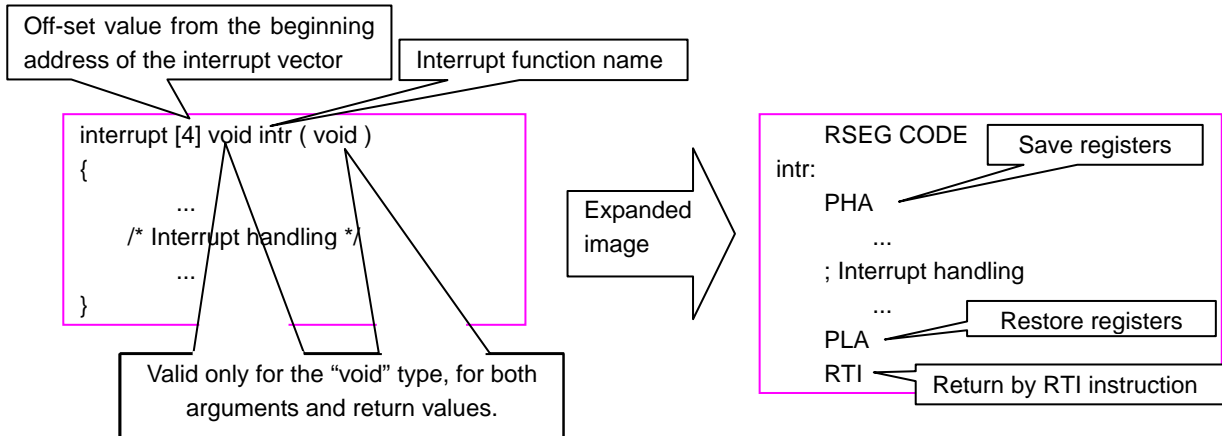 Off-set value from the beginning
address of the interrupt vector
Interrupt function name
interrupt [4] void intr ( void )
{
...
/* Interrupt handling */
...
}
Valid only for the “void” type, for both
arguments and return values.
Expanded
image
RSEG CODE
Save registers
intr:
PHA
...
; Interrupt handling
...
Restore registers
PLA
RTI
Return by RTI instruction